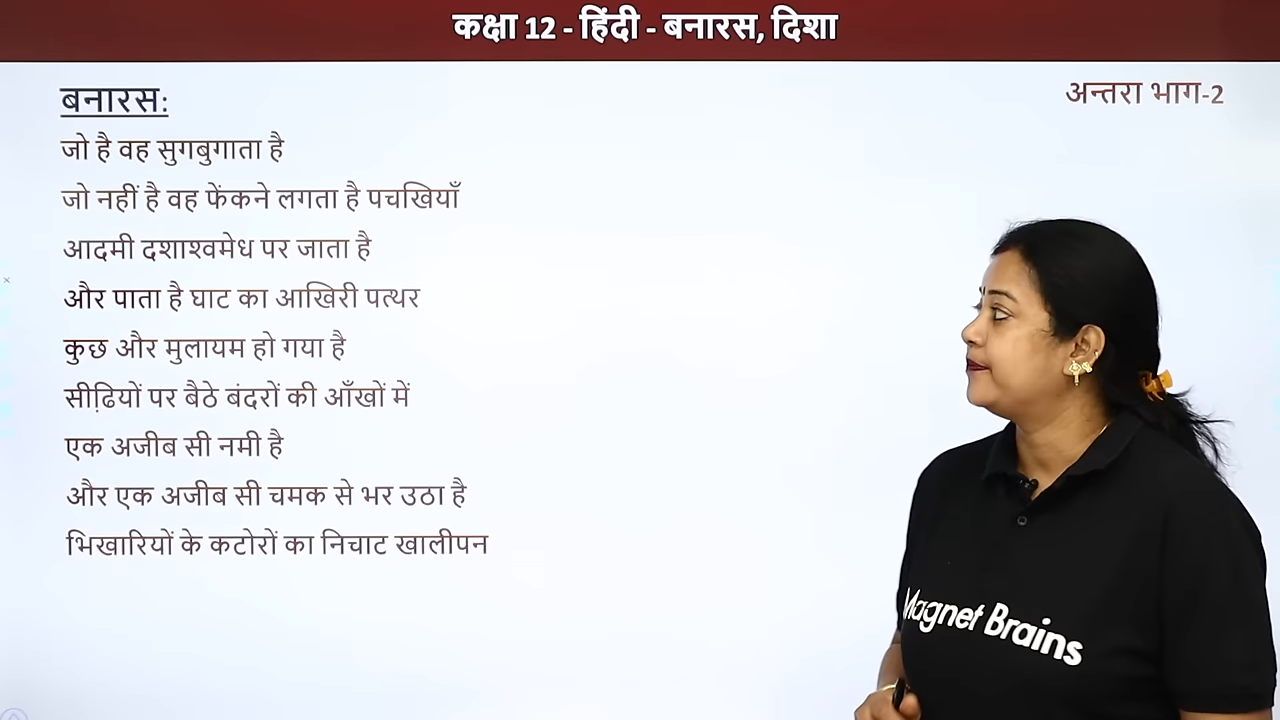 कक्षा 12 - हिंदी - बनारस, दिशा
अन्तरा भाग-2
बनारस:
जो है वह सुगबुगाता है
जो नहीं है वह फेंकने लगता है पचखियाँ
आदमी दशाश्वमेध पर जाता है
और पाता है घाट का आखिरी पत्थर
कुछ और मुलायम हो गया है
सीढ़ियों पर बैठे बंदरों की आँखों में
एक अजीब सी नमी है
और एक अजीब सी चमक से भर उठा है
भिखारियों के कटोरों का निचाट खालीपन
Magnet Brains